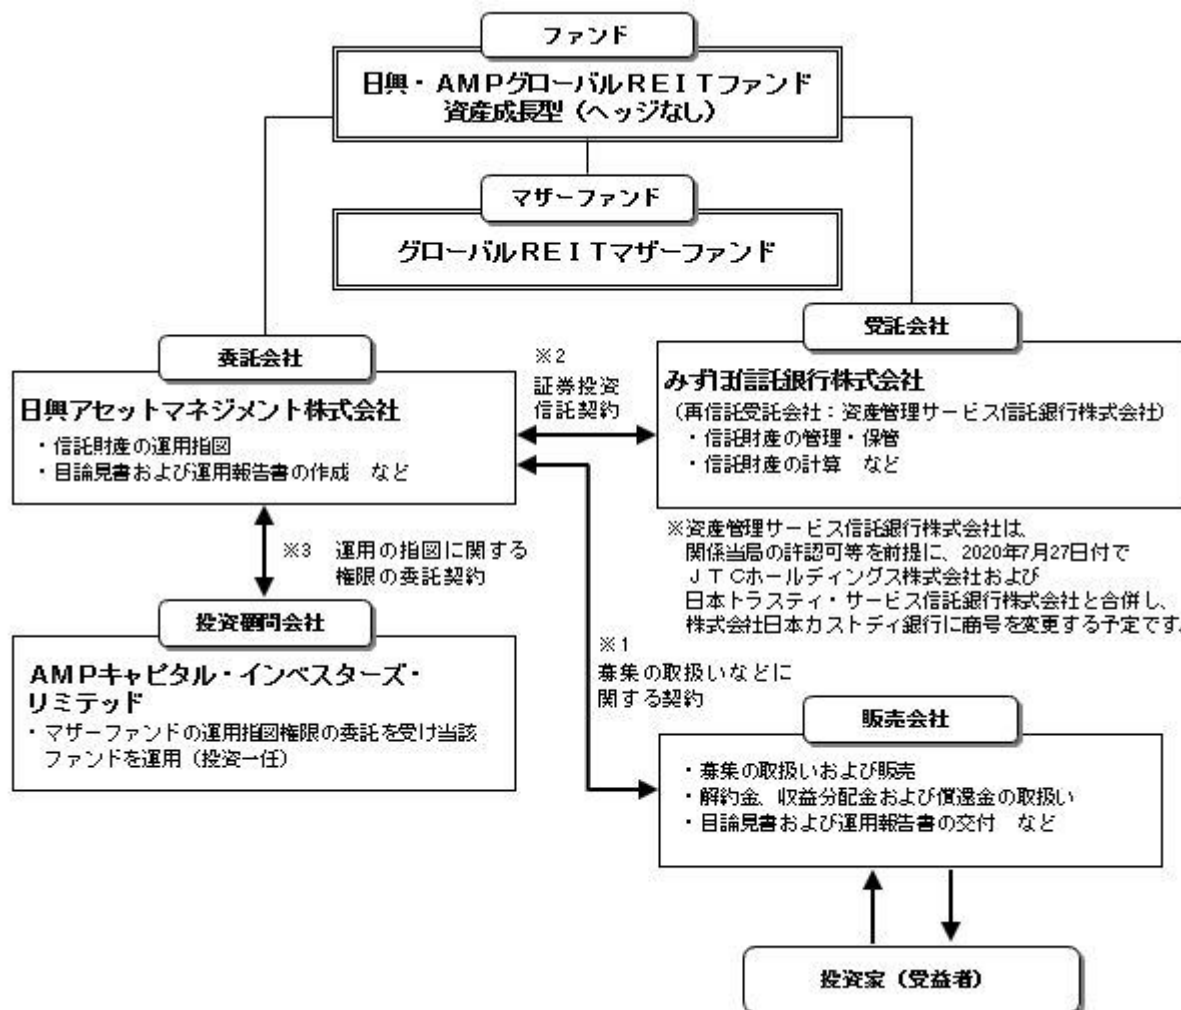 ファンド
日興・AMPグローバルREITファンド
資産成長型(ヘッジなし)
マザーファンド
グローバルREITマザーファンド
委託会社
日興アセットマネジメント株式会社
・信託財産の運用指図
・目論見書および運用報告書の作成 など
※2
証券投資
信託契約
受託会社
みずほ信託銀行株式会社
(再信託受託会社:資産管理サービス信託銀行株式会社)
・信託財産の管理・保管
・信託財産の計算 など
※資産管理サービス信託銀行株式会社は、
関係当局の許認可等を前提に、2020年7月27日付で
JTCホールディングス株式会社および
日本トラスティ・サービス信託銀行株式会社と合併し、
株式会社日本カストディ銀行に商号を変更する予定です。
※3 運用の指図に関する
権限の委託契約
投資顧問会社
AMPキャピタル・インベスターズ・
リミテッド
・マザーファンドの運用指図権限の委託を受け当該
ファンドを運用(投資一任)
※1
募集の取扱いなどに
関する契約
販売会社
・募集の取扱いおよび販売
・解約金、収益分配金および償還金の取扱い
・目論見書および運用報告書の交付 など
投資家(受益者)